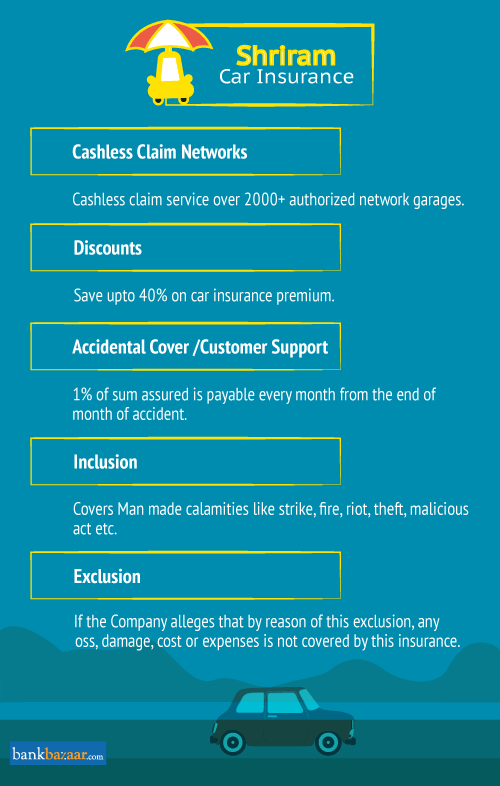 Shriram
Car Insurance
Cashless Claim Networks
Cashless claim service over 2000+ authorized network garages.
Discounts
Save upto 40% on car insurance premium.
Accidental Cover /Customer Support
1% of sum assured is payable every month from the end of
month of accident.
Inclusion
Covers Man made calamities like strike, fire, riot, theft, malicious
act etc.
Exclusion
If the Company alleges that by reason of this exclusion, any
oss, damage, cost or expenses is not covered by this insurance.
bankbazaar.com